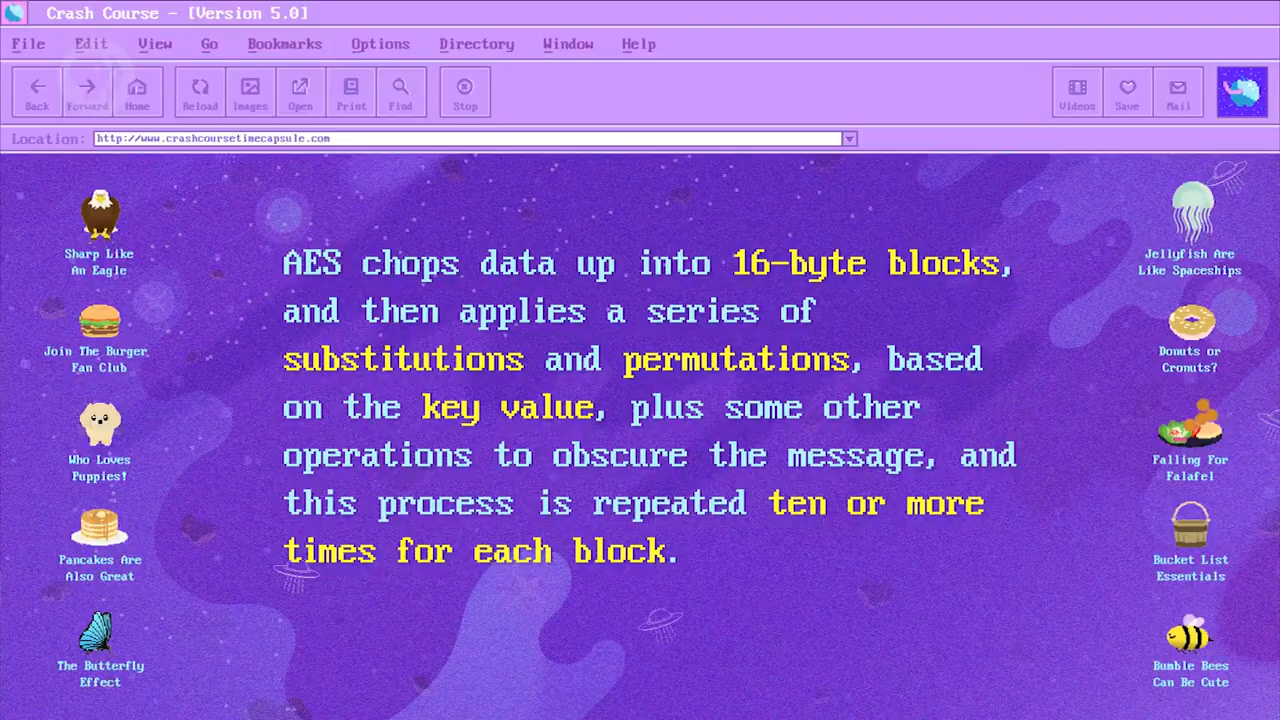 Crash Course - [Version 5.0]
File Edit View Go Bookmarks Options Directory Window Help
Back Forward Home Reload Images Open Print Find Stop Videos Save Mail
Location: http://www.crashcoursetimecapsule.com
Sharp Like
An Eagle
Join The Burger
Fan Club
Who Loves
Puppies!
Pancakes Are
Also Great
The Butterfly
Effect
AES chops data up into 16-byte blocks,
and then applies a series of
substitutions and permutations, based
on the key value, plus some other
operations to obscure the message, and
this process is repeated ten or more
times for each block.
Jellyfish Are
Like Spaceships
Donuts or
Cronuts?
Falling For
Falafel
Bucket List
Essentials
Bumble Bees
Can Be Cute